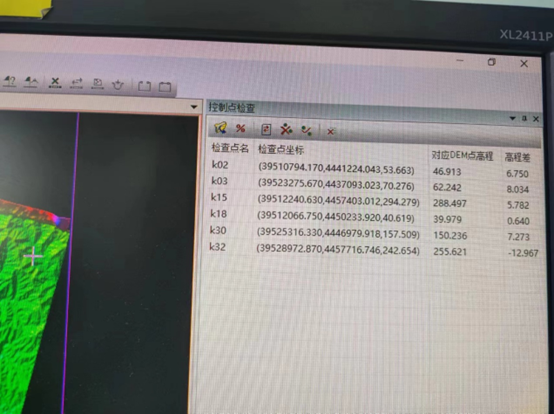 XL2411P
控制点检查
检查点名 检查点坐标 对应DEM点高程 高程差
k02 (39510794.170,4441224.043,53.663) 46.913 6.750
k03 (39523275.670,4437093.023,70.276) 62.242 8.034
k15 (39512240.630,4457403.012,294.279) 288.497 5.782
k18 (39512066.750,4450233.920,40.619) 39.979 0.640
k30 (39525316.330,4446979.918,157.509) 150.236 7.273
k32 (39528972.870,4457716.746,242.654) 255.621 -12.967